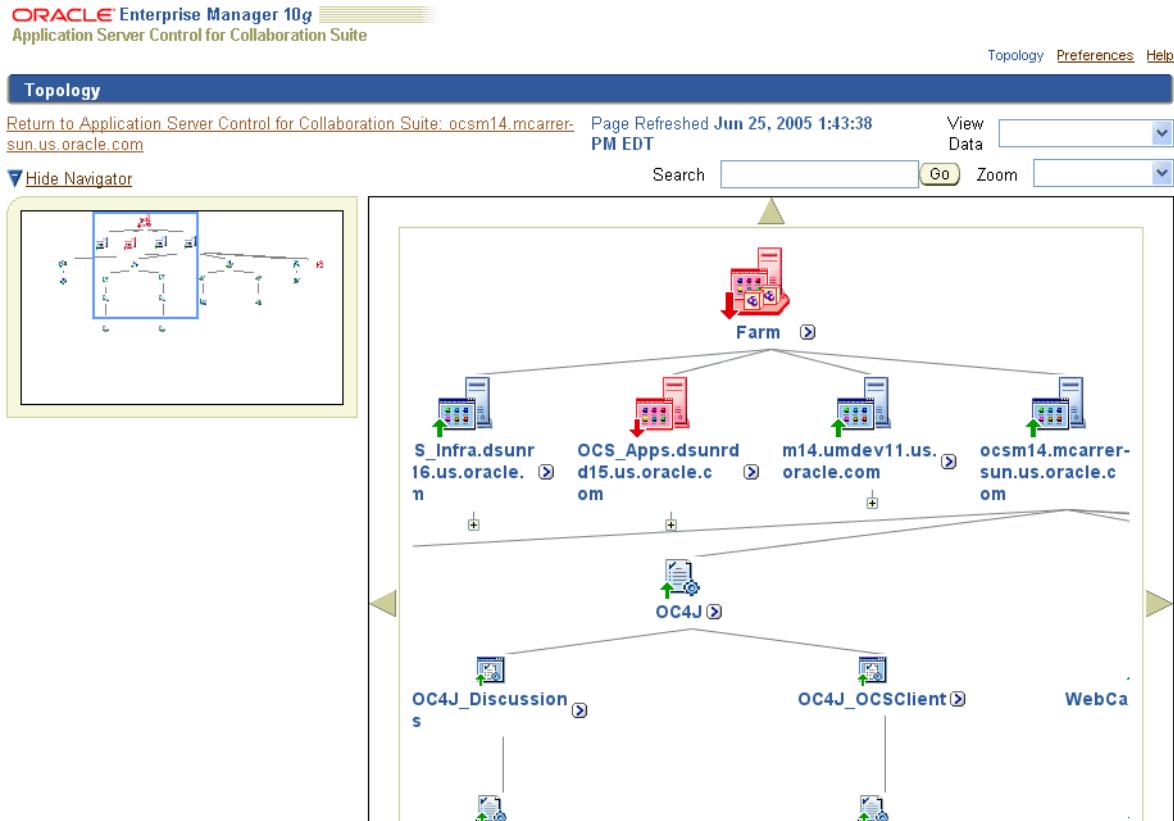 ORACLE Enterprise Manager 10g
Application Server Control for Collaboration Suite
Topology Preferences Help
Topology
Return to Application Server Control for Collaboration Suite: ocsm14.mcarrer-
sun.us.oracle.com
Page Refreshed Jun 25, 2005 1:43:38
PM EDT
View
Data
Search Go Zoom
Hide Navigator
Farm
S_Infra.dsunr
16.us.oracle.
m
OCS_Apps.dsunrd
d15.us.oracle.c
om
m14.umdev11.us.
oracle.com
ocsm14.mcarrer-
sun.us.oracle.c
om
OC4J
OC4J_Discussion
s
OC4J_OCSClient
WebCa